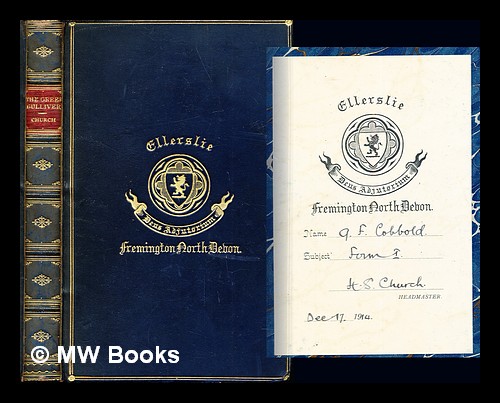 THE GREEK
GULLIVER
CHURCH
Ellerslie
Deus Adjutorium
Fremington North Devon.
Ellerslie
Deus Adjutorium
Fremington North Devon.
Name G. F. Cobbold.
Subject Form I.
H. S. Church.
HEADMASTER
Dec 17. 1914.
© MW Books